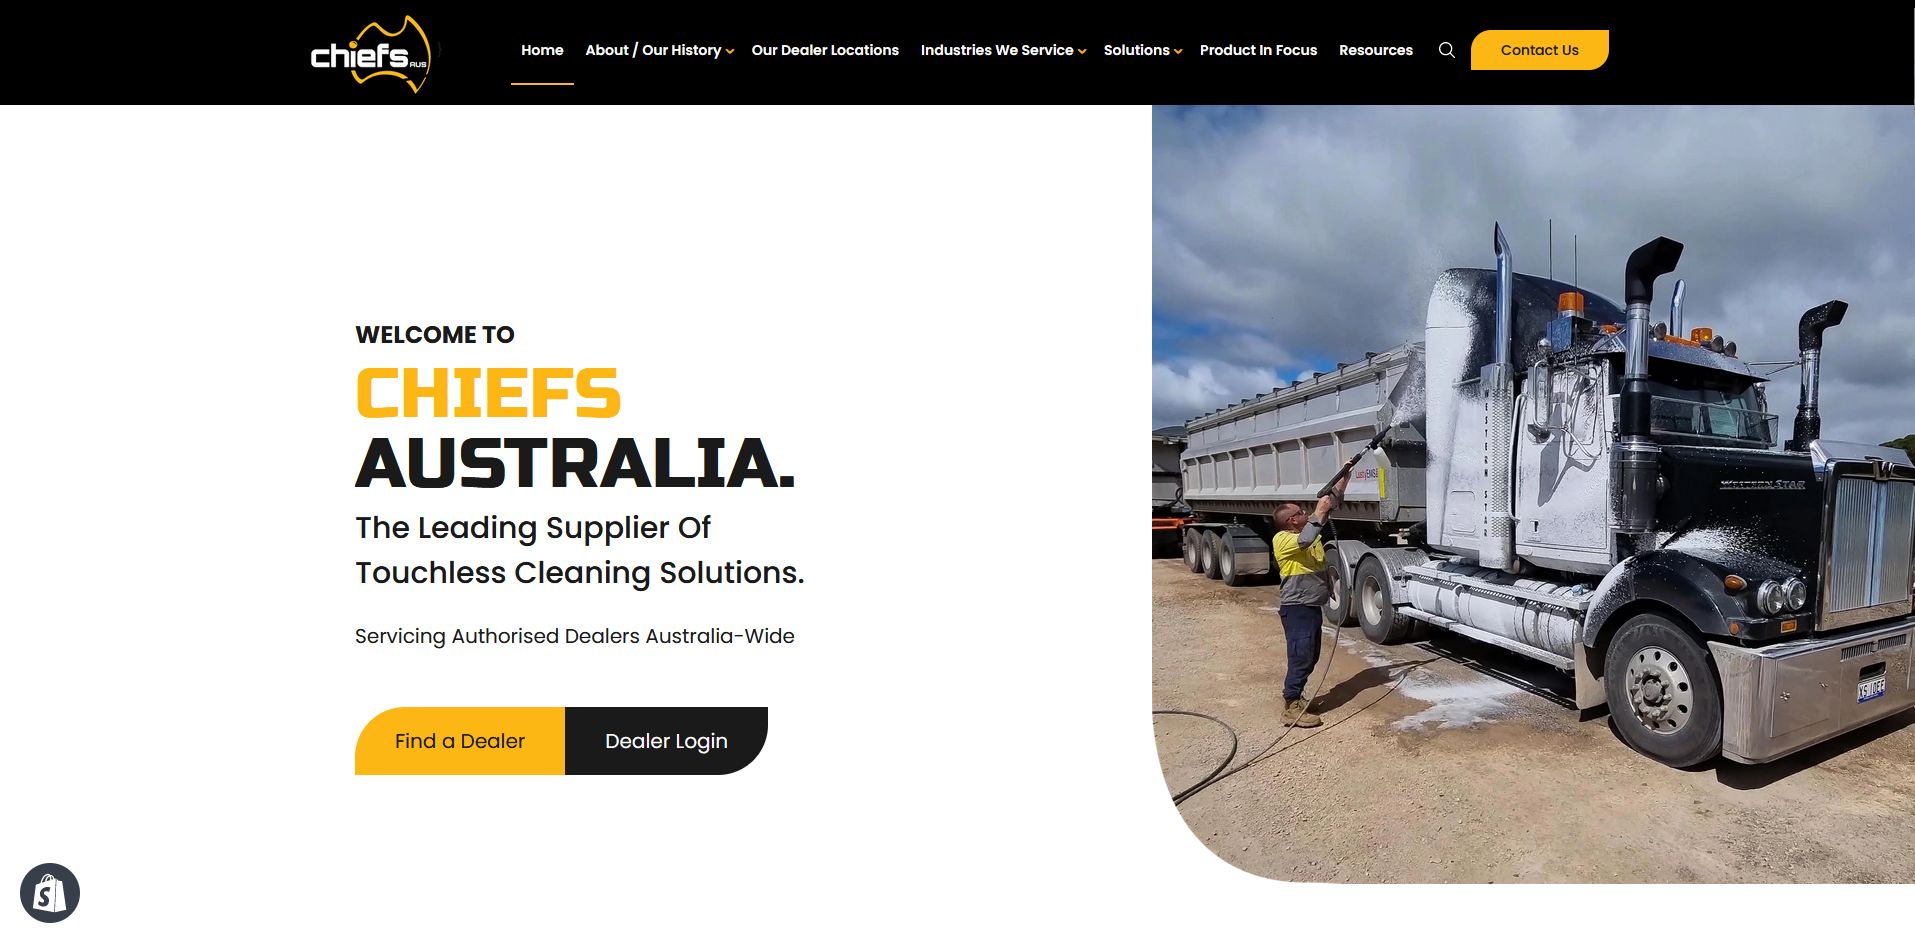 chiefs AUS
Home
About / Our History
Our Dealer Locations
Industries We Service
Solutions
Product In Focus
Resources
Contact Us
WELCOME TO
CHIEFS
AUSTRALIA.
The Leading Supplier Of
Touchless Cleaning Solutions.
Servicing Authorised Dealers Australia-Wide
Find a Dealer
Dealer Login
WESTERN STAR
WESTERN STAR
S